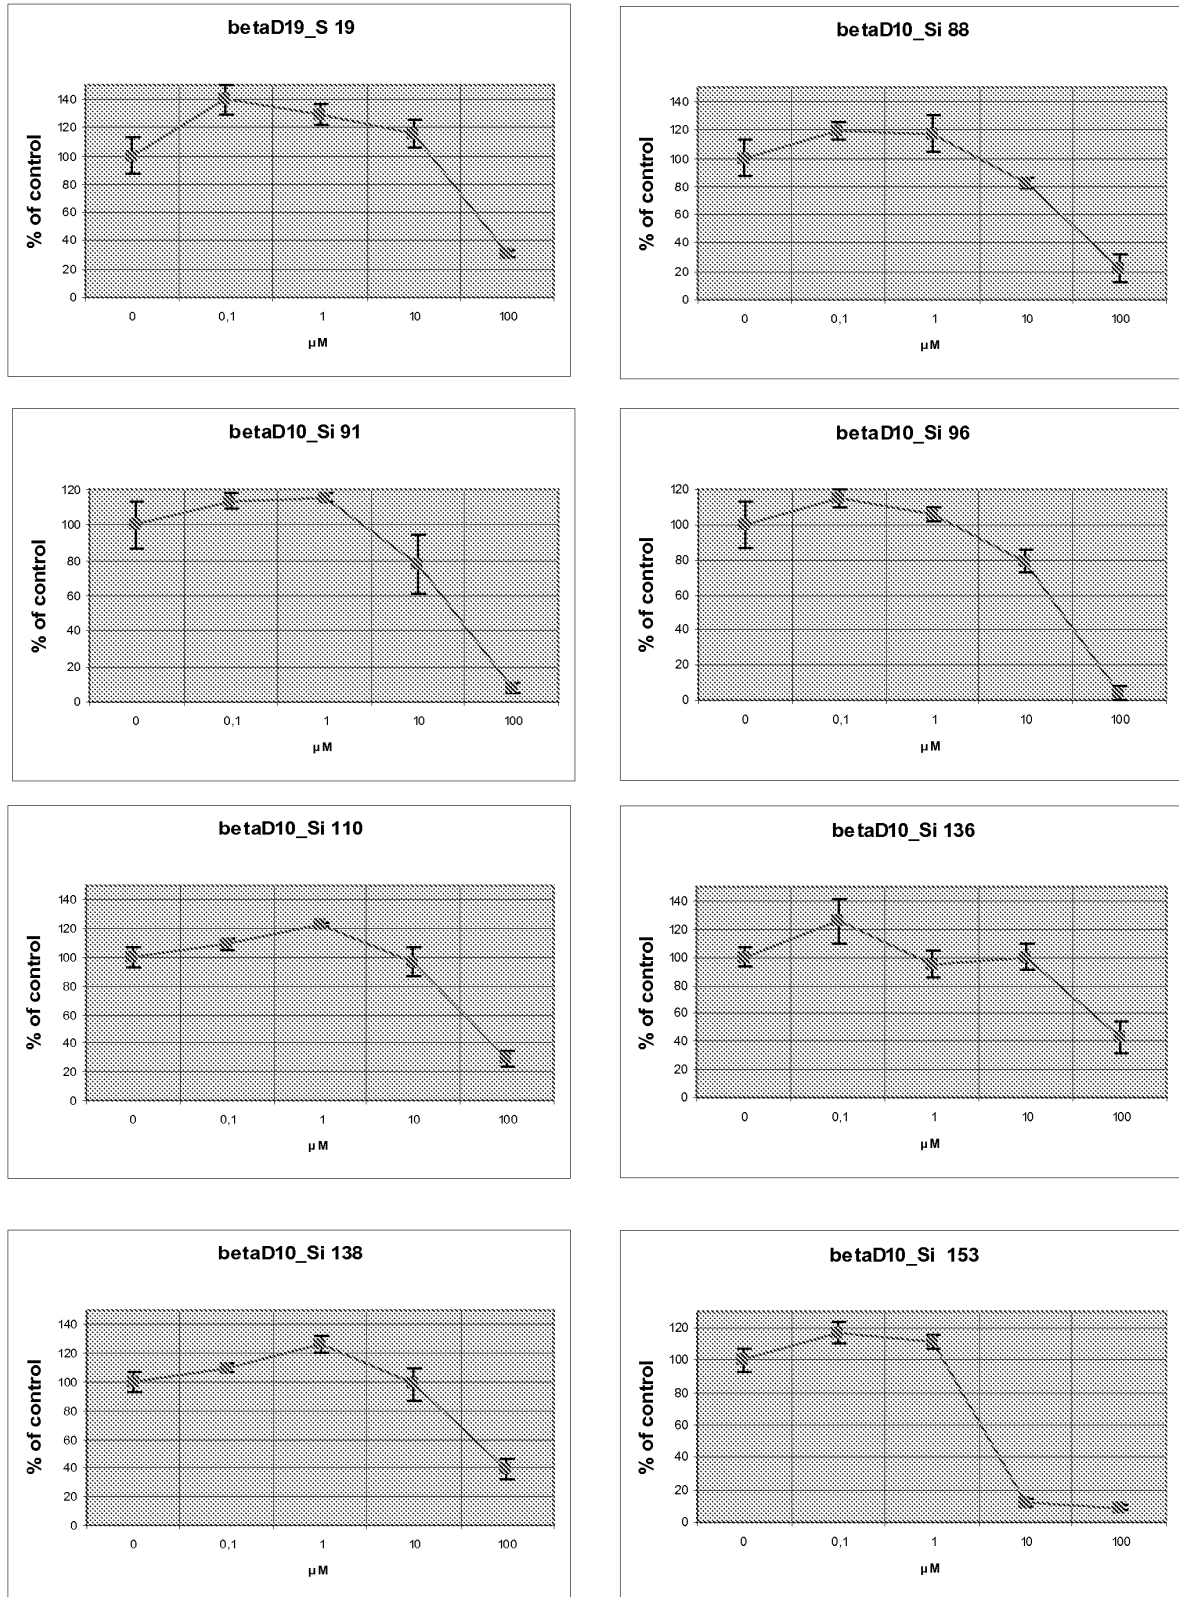 betaD19_S 19
% of control
140
120
100
80
60
40
20
0
0 0,1 1 10 100
µM
betaD10_Si 88
% of control
140
120
100
80
60
40
20
0
0 0,1 1 10 100
µM
betaD10_Si 91
% of control
120
100
80
60
40
20
0
0 0,1 1 10 100
µM
betaD10_Si 96
% of control
120
100
80
60
40
20
0
0 0,1 1 10 100
µM
betaD10_Si 110
% of control
140
120
100
80
60
40
20
0
0 0,1 1 10 100
µM
betaD10_Si 136
% of control
140
120
100
80
60
40
20
0
0 0,1 1 10 100
µM
betaD10_Si 138
% of control
140
120
100
80
60
40
20
0
0 0,1 1 10 100
µM
betaD10_Si 153
% of control
120
100
80
60
40
20
0
0 0,1 1 10 100
µM